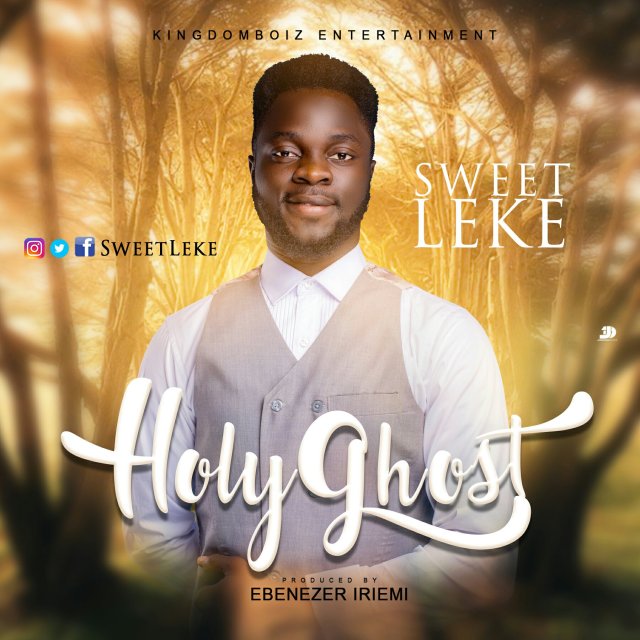 KINGDOMBOIZ ENTERTAINMENT
SWEET
LEKE
SWEETLEKE
Holy Ghost
PRODUCED BY
EBENEZER IRIEMI